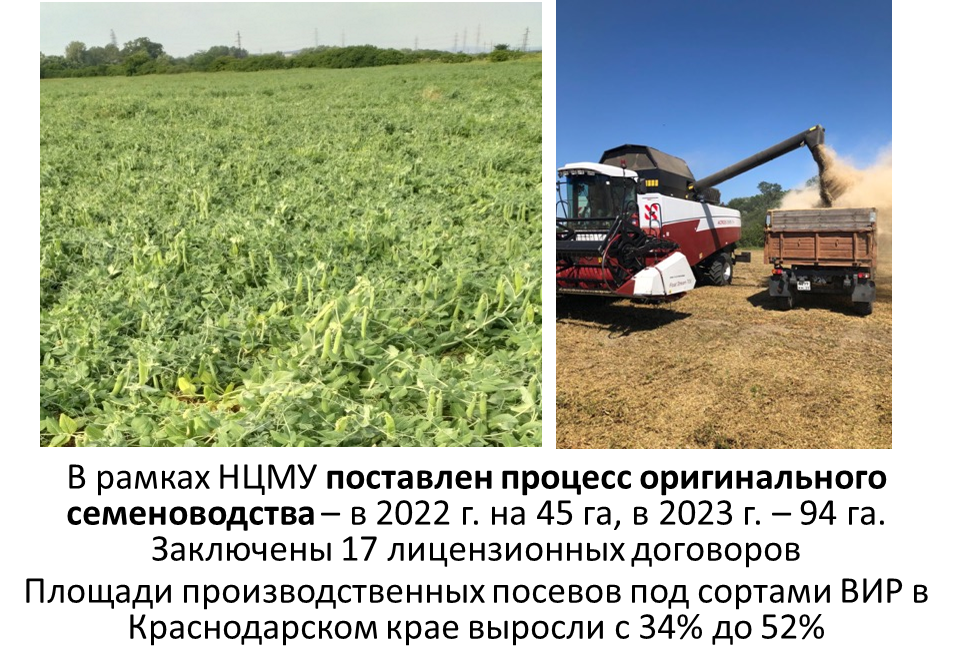 В рамках НЦМУ поставлен процесс оригинального
семеноводства – в 2022 г. на 45 га, в 2023 г. – 94 га.
Заключены 17 лицензионных договоров
Площади производственных посевов под сортами ВИР в
Краснодарском крае выросли с 34% до 52%